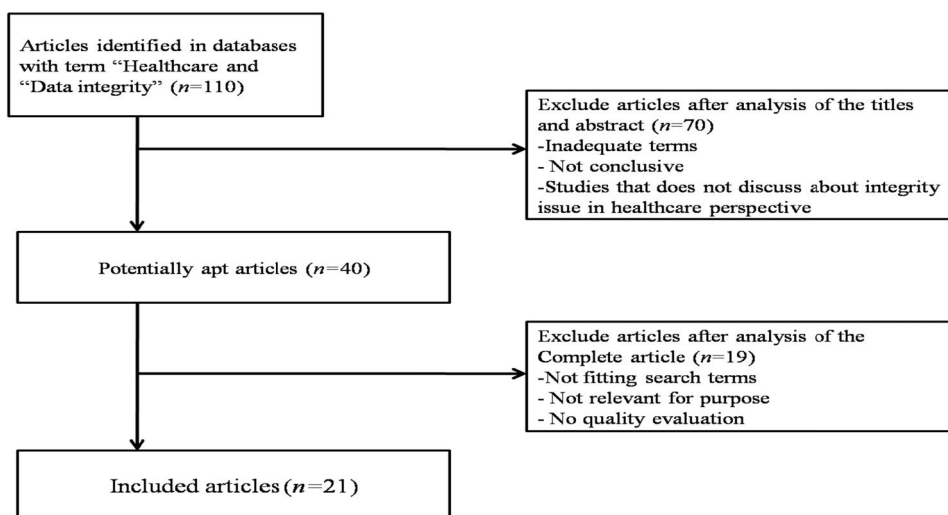 Articles identified in databases
with term “Healthcare and
“Data integrity” (n=110)
Exclude articles after analysis of the titles
and abstract (n=70)
-Inadequate terms
- Not conclusive
-Studies that does not discuss about integrity
issue in healthcare perspective
Potentially apt articles (n=40)
Exclude articles after analysis of the
Complete article (n=19)
-Not fitting search terms
- Not relevant for purpose
- No quality evaluation
Included articles (n=21)